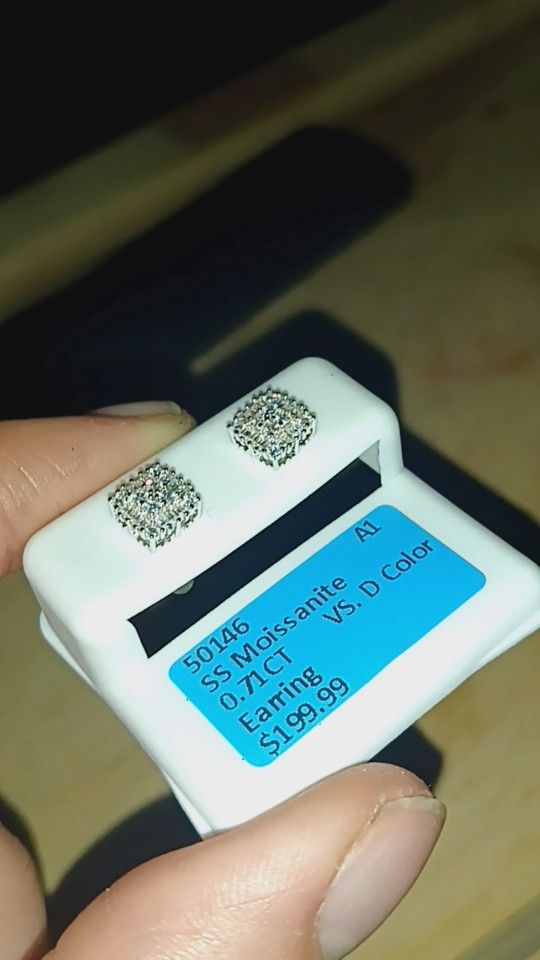 50146 A1
SS Moissanite
0.71CT VS. D Color
Earring
$199.99